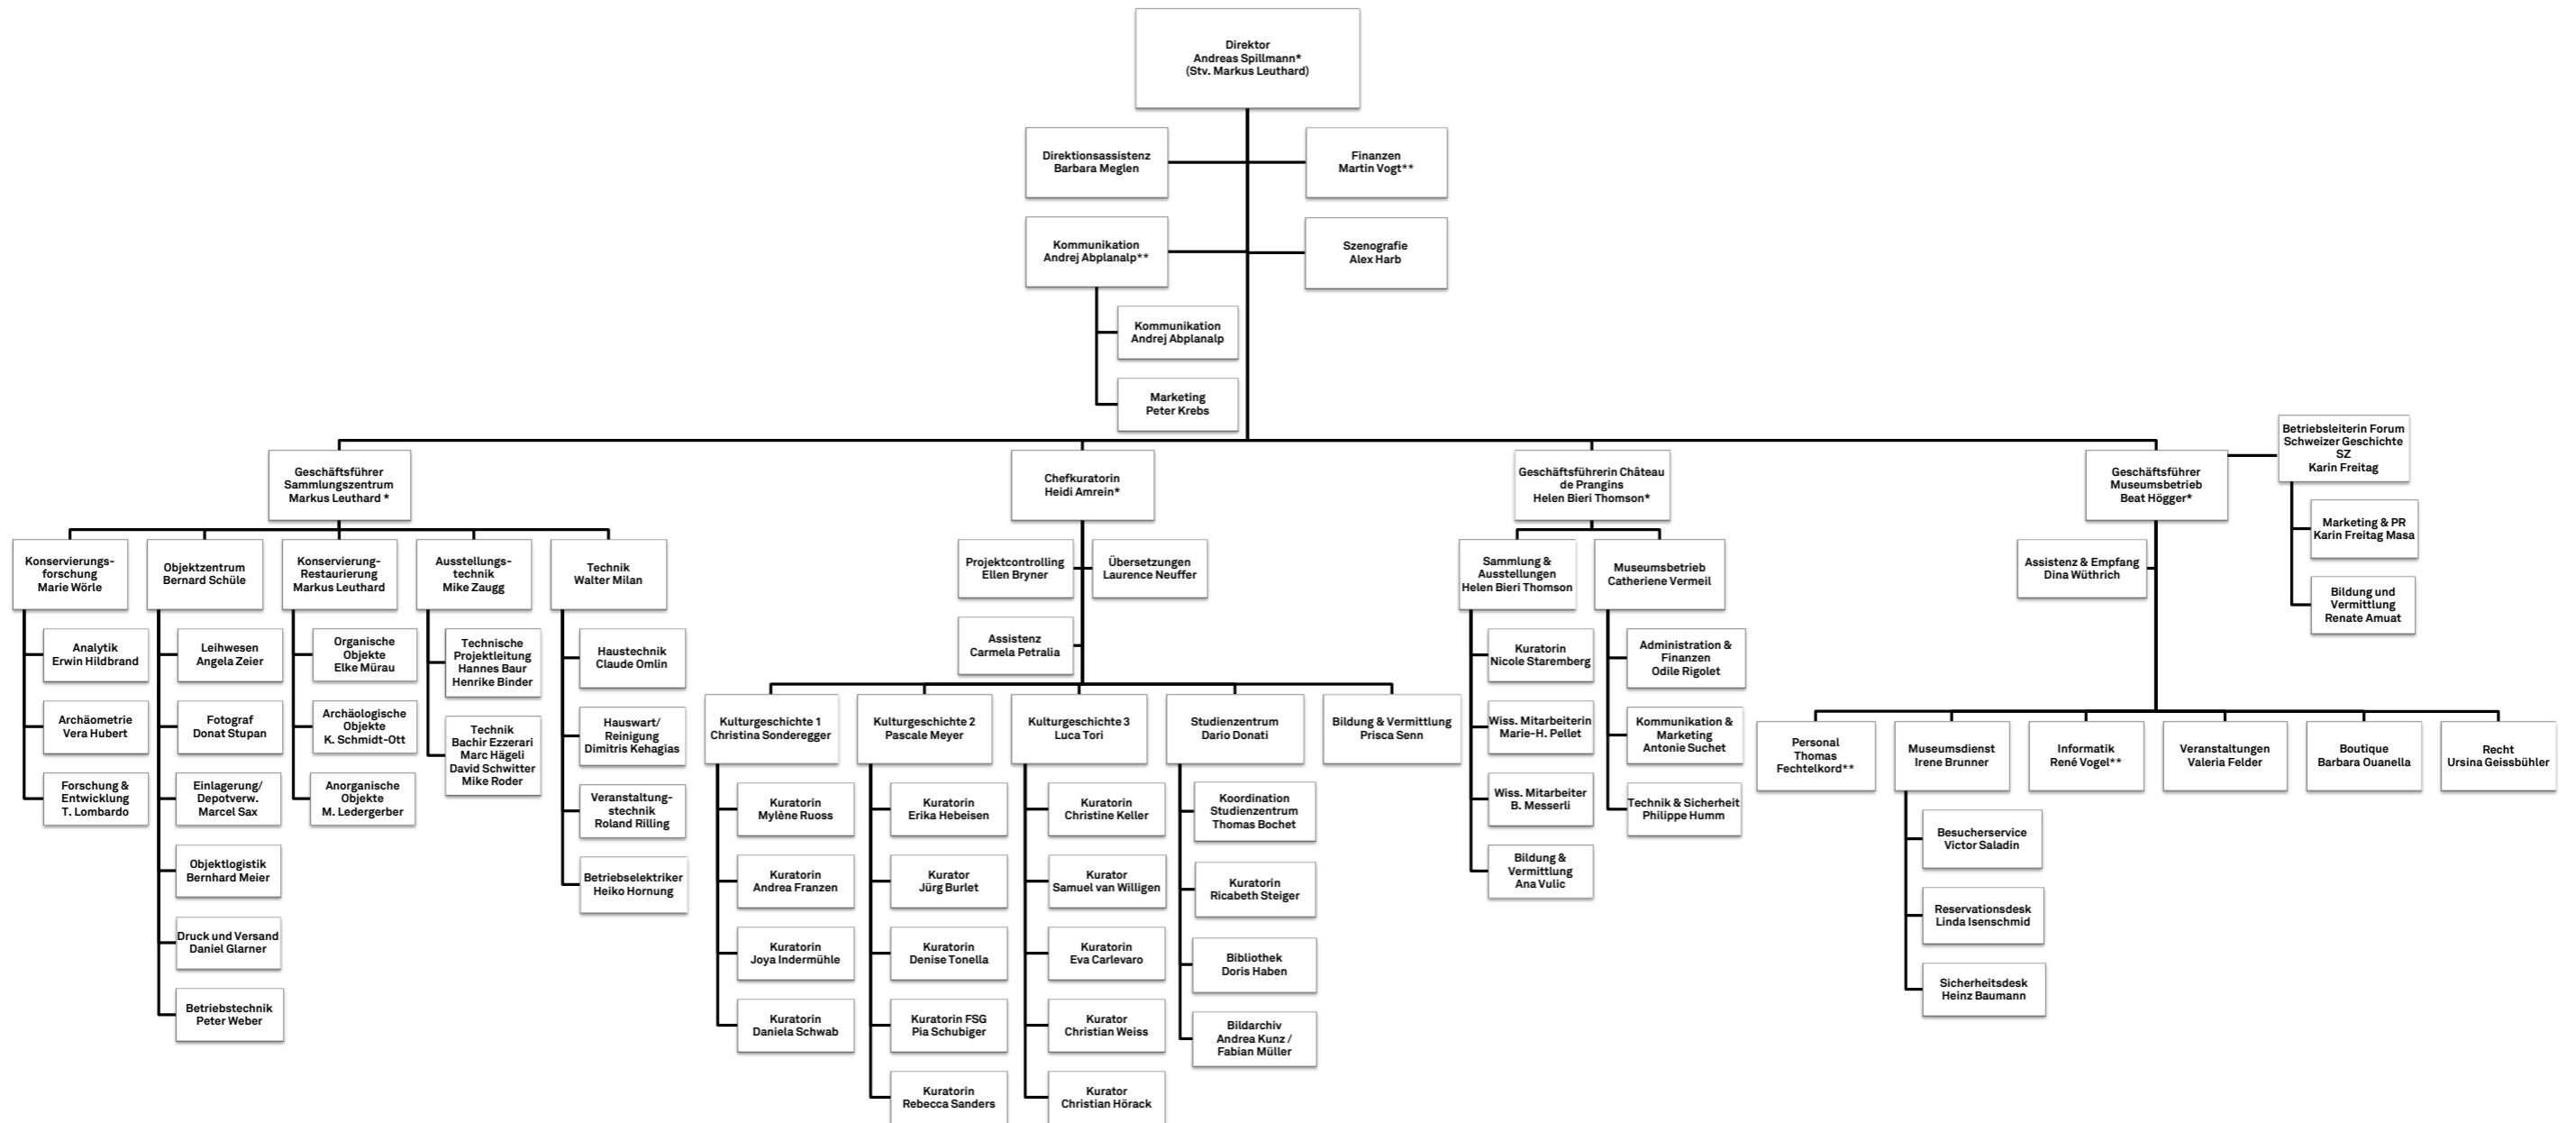 Direktor
Andreas Spillmann*
(Stv. Markus Leuthard)
Direktionsassistenz
Barbara Meglen
Finanzen
Martin Vogt**
Kommunikation
Andrej Abplanalp**
Szenografie
Alex Harb
Kommunikation
Andrej Abplanalp
Marketing
Peter Krebs
Geschäftsführer
Sammlungszentrum
Markus Leuthard *
Chefkuratorin
Heidi Amrein*
Geschäftsführerin Château
de Prangins
Helen Bieri Thomson*
Geschäftsführer
Museumsbetrieb
Beat Högger*
Betriebsleiterin Forum
Schweizer Geschichte
SZ
Karin Freitag
Marketing & PR
Karin Freitag Masa
Bildung und
Vermittlung
Renate Amuat
Konservierungs-
forschung
Marie Wörle
Objektzentrum
Bernard Schüle
Konservierung-
Restaurierung
Markus Leuthard
Ausstellungs-
technik
Mike Zaugg
Technik
Walter Milan
Analytik
Erwin Hildbrand
Archäometrie
Vera Hubert
Forschung &
Entwicklung
T. Lombardo
Leihwesen
Angela Zeier
Fotograf
Donat Stupan
Einlagerung/
Depotverw.
Marcel Sax
Objektlogistik
Bernhard Meier
Druck und Versand
Daniel Glarner
Betriebstechnik
Peter Weber
Organische
Objekte
Elke Mürau
Archäologische
Objekte
K. Schmidt-Ott
Anorganische
Objekte
M. Ledergerber
Technische
Projektleitung
Hannes Baur
Henrike Binder
Technik
Bachir Ezzerari
Marc Hägeli
David Schwitter
Mike Roder
Haustechnik
Claude Omlin
Hauswart/
Reinigung
Dimitris Kehagias
Veranstaltung-
stechnik
Roland Rilling
Betriebselektriker
Heiko Hornung
Projektcontrolling
Ellen Bryner
Übersetzungen
Laurence Neuffer
Assistenz
Carmela Petralia
Kulturgeschichte 1
Christina Sonderegger
Kulturgeschichte 2
Pascale Meyer
Kulturgeschichte 3
Luca Tori
Studienzentrum
Dario Donati
Bildung & Vermittlung
Prisca Senn
Kuratorin
Mylène Ruoss
Kuratorin
Andrea Franzen
Kuratorin
Joya Indermühle
Kuratorin
Daniela Schwab
Kuratorin
Erika Hebeisen
Kurator
Jürg Burlet
Kuratorin
Denise Tonella
Kuratorin FSG
Pia Schubiger
Kuratorin
Rebecca Sanders
Kuratorin
Christine Keller
Kurator
Samuel van Willigen
Kuratorin
Eva Carlevaro
Kurator
Christian Weiss
Kurator
Christian Hörack
Koordination
Studienzentrum
Thomas Bochet
Kuratorin
Ricabeth Steiger
Bibliothek
Doris Haben
Bildarchiv
Andrea Kunz /
Fabian Müller
Sammlung &
Ausstellungen
Helen Bieri Thomson
Museumsbetrieb
Catheriene Vermeil
Kuratorin
Nicole Staremberg
Wiss. Mitarbeiterin
Marie-H. Pellet
Wiss. Mitarbeiter
B. Messerli
Bildung &
Vermittlung
Ana Vulic
Administration &
Finanzen
Odile Rigolet
Kommunikation &
Marketing
Antonie Suchet
Technik & Sicherheit
Philippe Humm
Assistenz & Empfang
Dina Wüthrich
Personal
Thomas
Fechtelkord**
Museumsdienst
Irene Brunner
Informatik
René Vogel**
Veranstaltungen
Valeria Felder
Boutique
Barbara Ouanella
Recht
Ursina Geissbühler
Besucherservice
Victor Saladin
Reservationsdesk
Linda Isenschmid
Sicherheitsdesk
Heinz Baumann